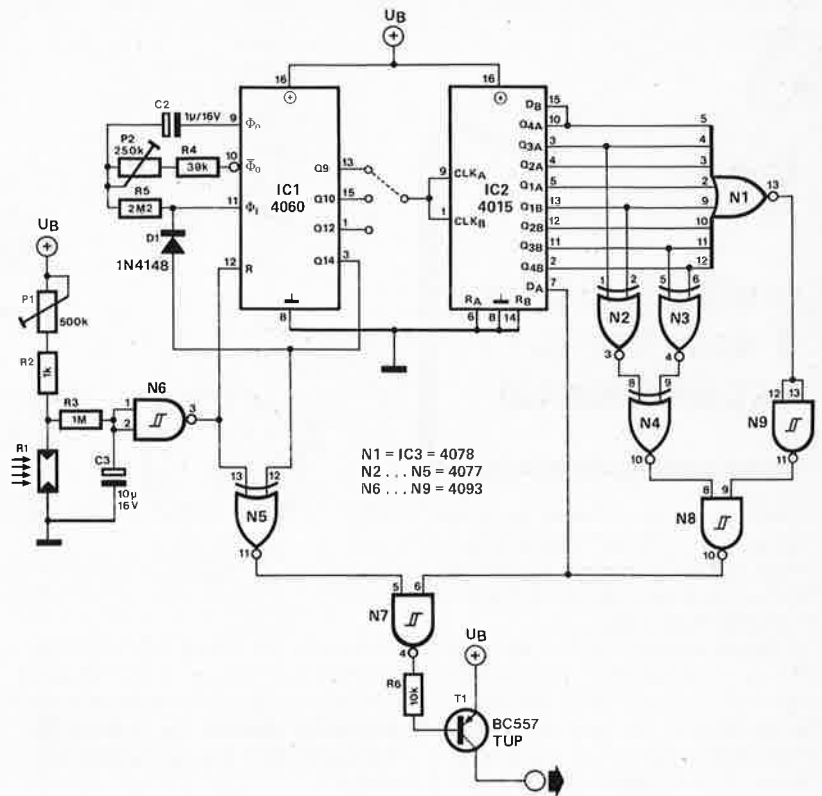 UB
16
16
C2
1μ/16V
9
Φ0
P2
250k
R4
39k
10
Φ̄0
R5
2M2
11
ΦI
D1
1N4148
IC1
4060
Q9
13
Q10
15
Q12
1
Q14
3
12
R
8
9
CLKA
1
CLKB
IC2
4015
DB
15
Q4A
10
Q3A
3
Q2A
4
Q1A
5
Q1B
13
Q2B
12
Q3B
11
Q4B
2
DA
7
RA
RB
6
8
14
5
4
3
2
9
10
11
12
N1
13
1
2
N2
3
5
6
N3
4
8
9
N4
10
12
13
N9
11
8
9
N8
10
UB
P1
500k
R2
1k
R3
1M
R1
C3
10μ
16V
N6
1
2
3
N1 = IC3 = 4078
N2 . . . N5 = 4077
N6 . . . N9 = 4093
13
12
N5
11
5
6
N7
4
UB
R6
10k
T1
BC557
TUP